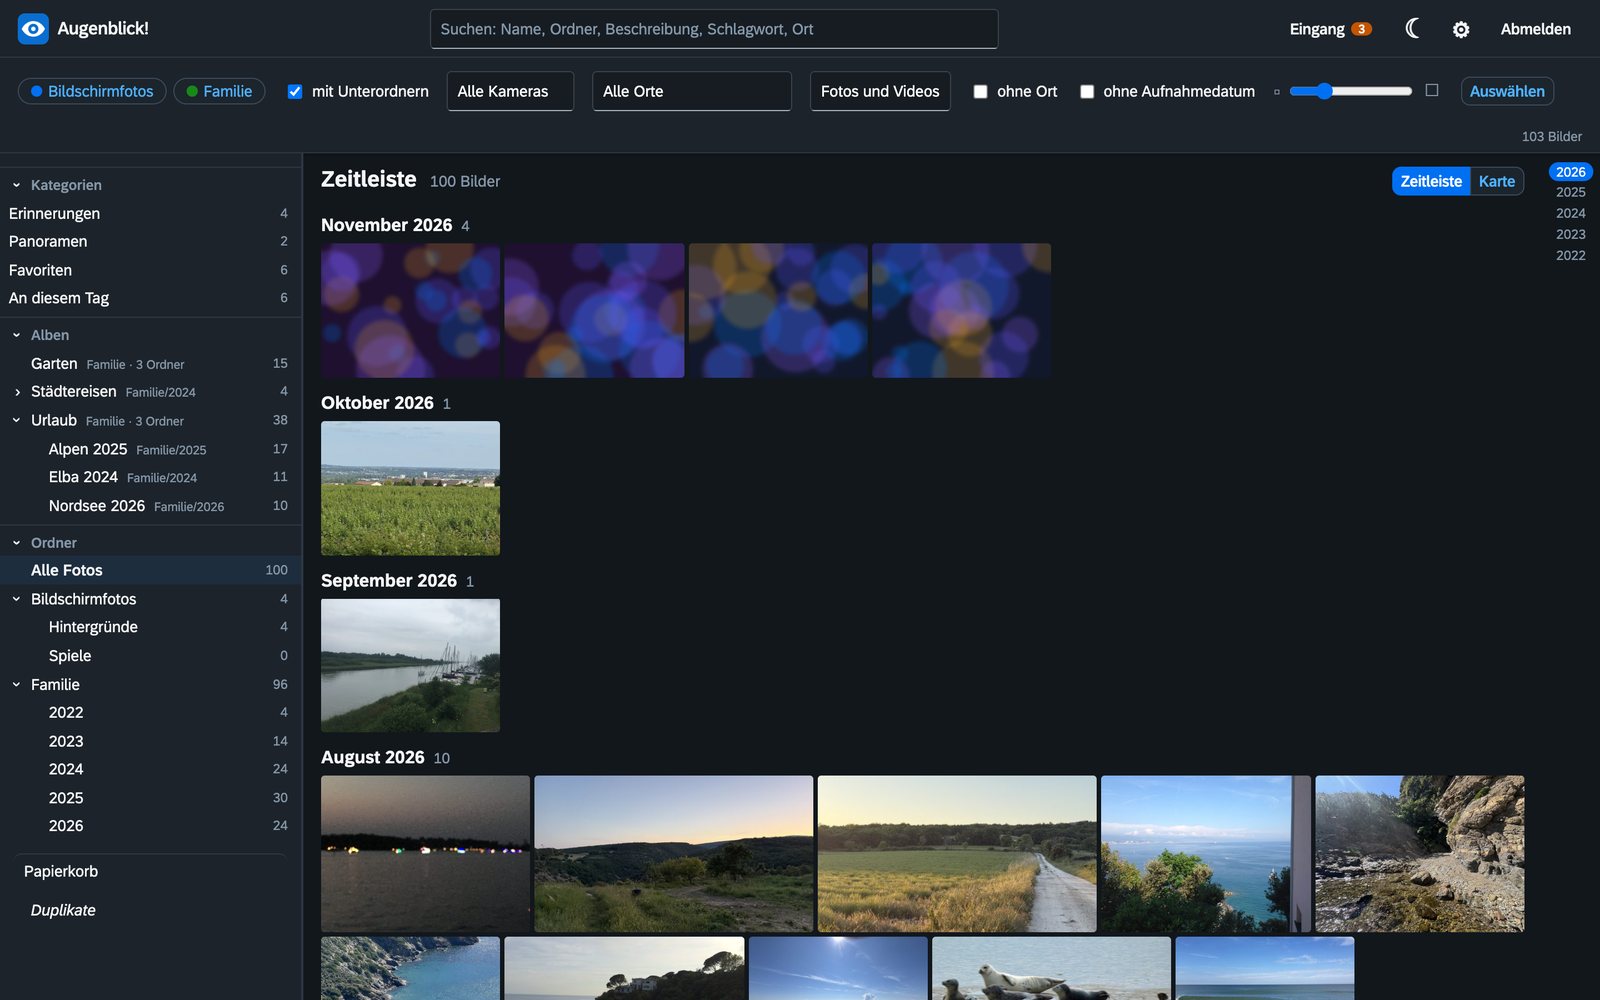 Augenblick!
Suchen: Name, Ordner, Beschreibung, Schlagwort, Ort
Eingang 3
Abmelden
Bildschirmfotos
Familie
mit Unterordnern
Alle Kameras
Alle Orte
Fotos und Videos
ohne Ort
ohne Aufnahmedatum
Auswählen
103 Bilder
Kategorien
Erinnerungen 4
Panoramen 2
Favoriten 6
An diesem Tag 6
Alben
Garten Familie · 3 Ordner 15
Städtereisen Familie/2024 4
Urlaub Familie · 3 Ordner 38
Alpen 2025 Familie/2025 17
Elba 2024 Familie/2024 11
Nordsee 2026 Familie/2026 10
Ordner
Alle Fotos 100
Bildschirmfotos 4
Hintergründe 4
Spiele 0
Familie 96
2022 4
2023 14
2024 24
2025 30
2026 24
Papierkorb
Duplikate
Zeitleiste 100 Bilder
Zeitleiste Karte
November 2026 4
Oktober 2026 1
September 2026 1
August 2026 10
2026
2025
2024
2023
2022